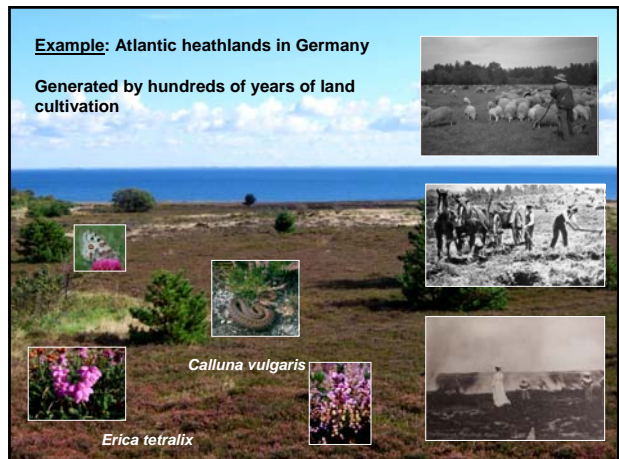 Example: Atlantic heathlands in Germany
Generated by hundreds of years of land
cultivation
Calluna vulgaris
Erica tetralix